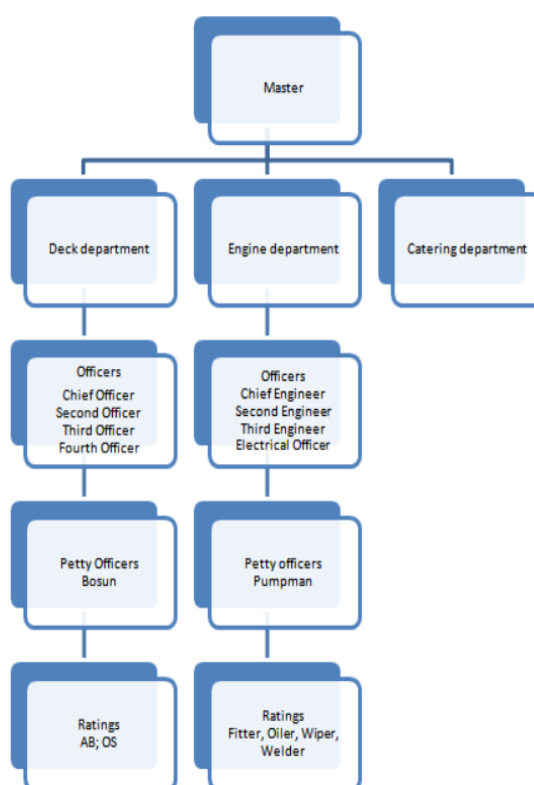 Master
Deck department
Engine department
Catering department
Officers
Chief Officer
Second Officer
Third Officer
Fourth Officer
Officers
Chief Engineer
Second Engineer
Third Engineer
Electrical Officer
Petty Officers
Bosun
Petty officers
Pumpman
Ratings
AB; OS
Ratings
Fitter, Oiler, Wiper,
Welder